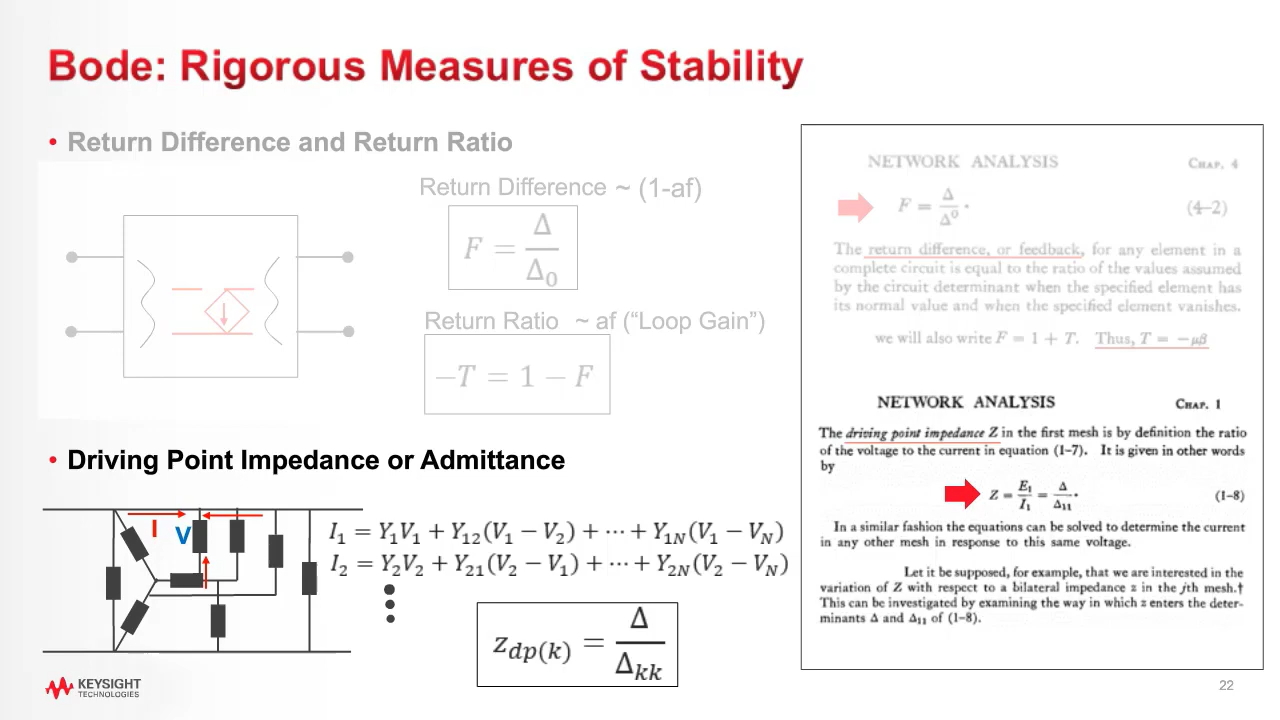 Bode: Rigorous Measures of Stability
• Return Difference and Return Ratio
Return Difference ~ (1-af)
F = Δ / Δ₀
Return Ratio ~ af (“Loop Gain”)
−T = 1 − F
• Driving Point Impedance or Admittance
I V
I₁ = Y₁V₁ + Y₁₂(V₁ − V₂) + ⋯ + Y₁N(V₁ − VN)
I₂ = Y₂V₂ + Y₂₁(V₂ − V₁) + ⋯ + Y₂N(V₂ − VN)
z_dp(k) = Δ / Δ_kk
NETWORK ANALYSIS CHAP. 4
F = Δ / Δ⁰ . (4–2)
The return difference, or feedback, for any element in a
complete circuit is equal to the ratio of the values assumed
by the circuit determinant when the specified element has
its normal value and when the specified element vanishes.
we will also write F = 1 + T. Thus, T = −μβ
NETWORK ANALYSIS CHAP. 1
The driving point impedance Z in the first mesh is by definition the ratio
of the voltage to the current in equation (1–7). It is given in other words
by
Z = E₁ / I₁ = Δ / Δ₁₁ . (1–8)
In a similar fashion the equations can be solved to determine the current
in any other mesh in response to this same voltage.
Let it be supposed, for example, that we are interested in the
variation of Z with respect to a bilateral impedance z in the jth mesh.†
This can be investigated by examining the way in which z enters the deter-
minants Δ and Δ₁₁ of (1–8).
KEYSIGHT
TECHNOLOGIES
22